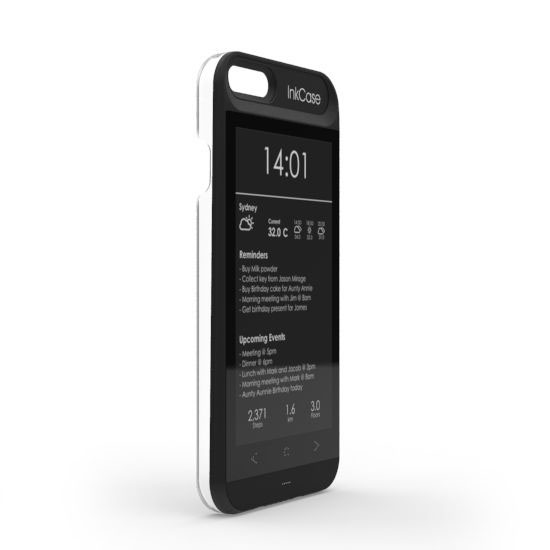 InkCase
14:01
Sydney
Current
32.0 C
Reminders
- Buy Milk powder
- Collect key from Jason Mirage
- Buy Birthday cake for Aunty Annie
- Morning meeting with Jim @ 8am
- Get birthday present for James
Upcoming Events
- Meeting @ 5pm
- Dinner @ 6pm
- Lunch with Mark and Jacob @ 2pm
- Morning meeting with Mark @ 8am
- Aunty Aunnie Birthday today
2,371 1.6 3.0
Steps km Floors